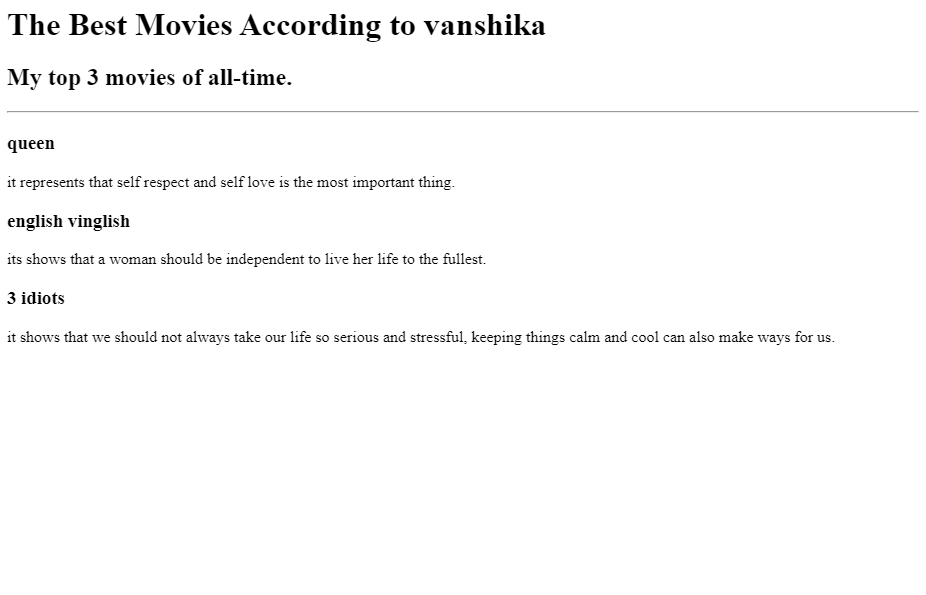 The Best Movies According to vanshika
My top 3 movies of all-time.
queen
it represents that self respect and self love is the most important thing.
english vinglish
its shows that a woman should be independent to live her life to the fullest.
3 idiots
it shows that we should not always take our life so serious and stressful, keeping things calm and cool can also make ways for us.